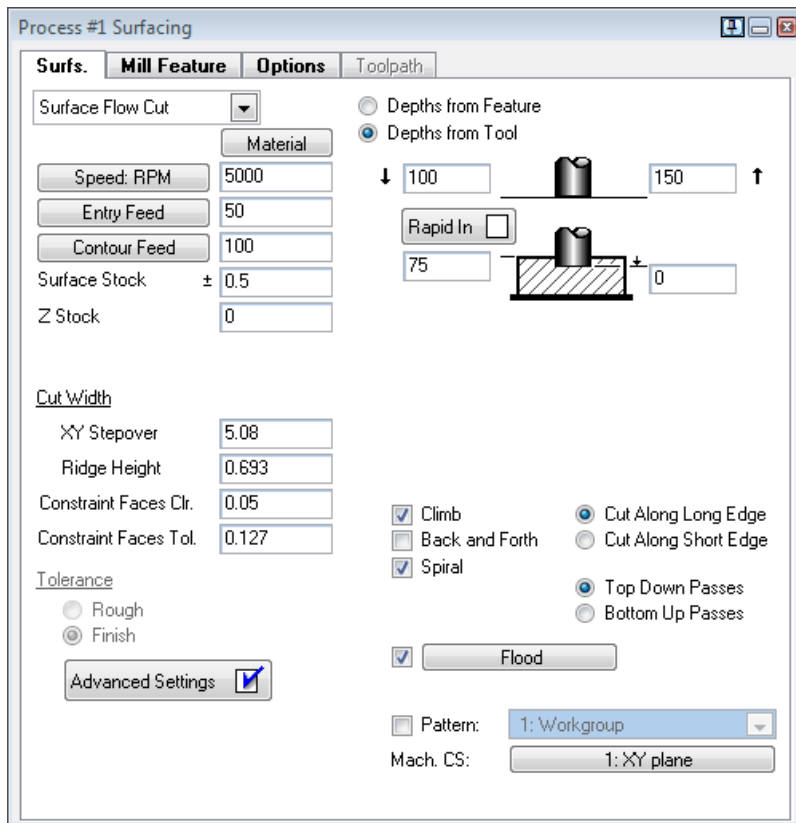 Process #1 Surfacing
Surfs. Mill Feature Options Toolpath
Surface Flow Cut
Depths from Feature
Depths from Tool
Material
Speed: RPM 5000
100 150
Entry Feed 50
Rapid In
Contour Feed 100
75
Surface Stock ± 0.5
0
Z Stock 0
Cut Width
XY Stepover 5.08
Ridge Height 0.693
Constraint Faces Clr. 0.05
Climb
Cut Along Long Edge
Constraint Faces Tol. 0.127
Back and Forth
Cut Along Short Edge
Spiral
Tolerance
Top Down Passes
Rough
Bottom Up Passes
Finish
Flood
Advanced Settings
Pattern: 1: Workgroup
Mach. CS: 1: XY plane